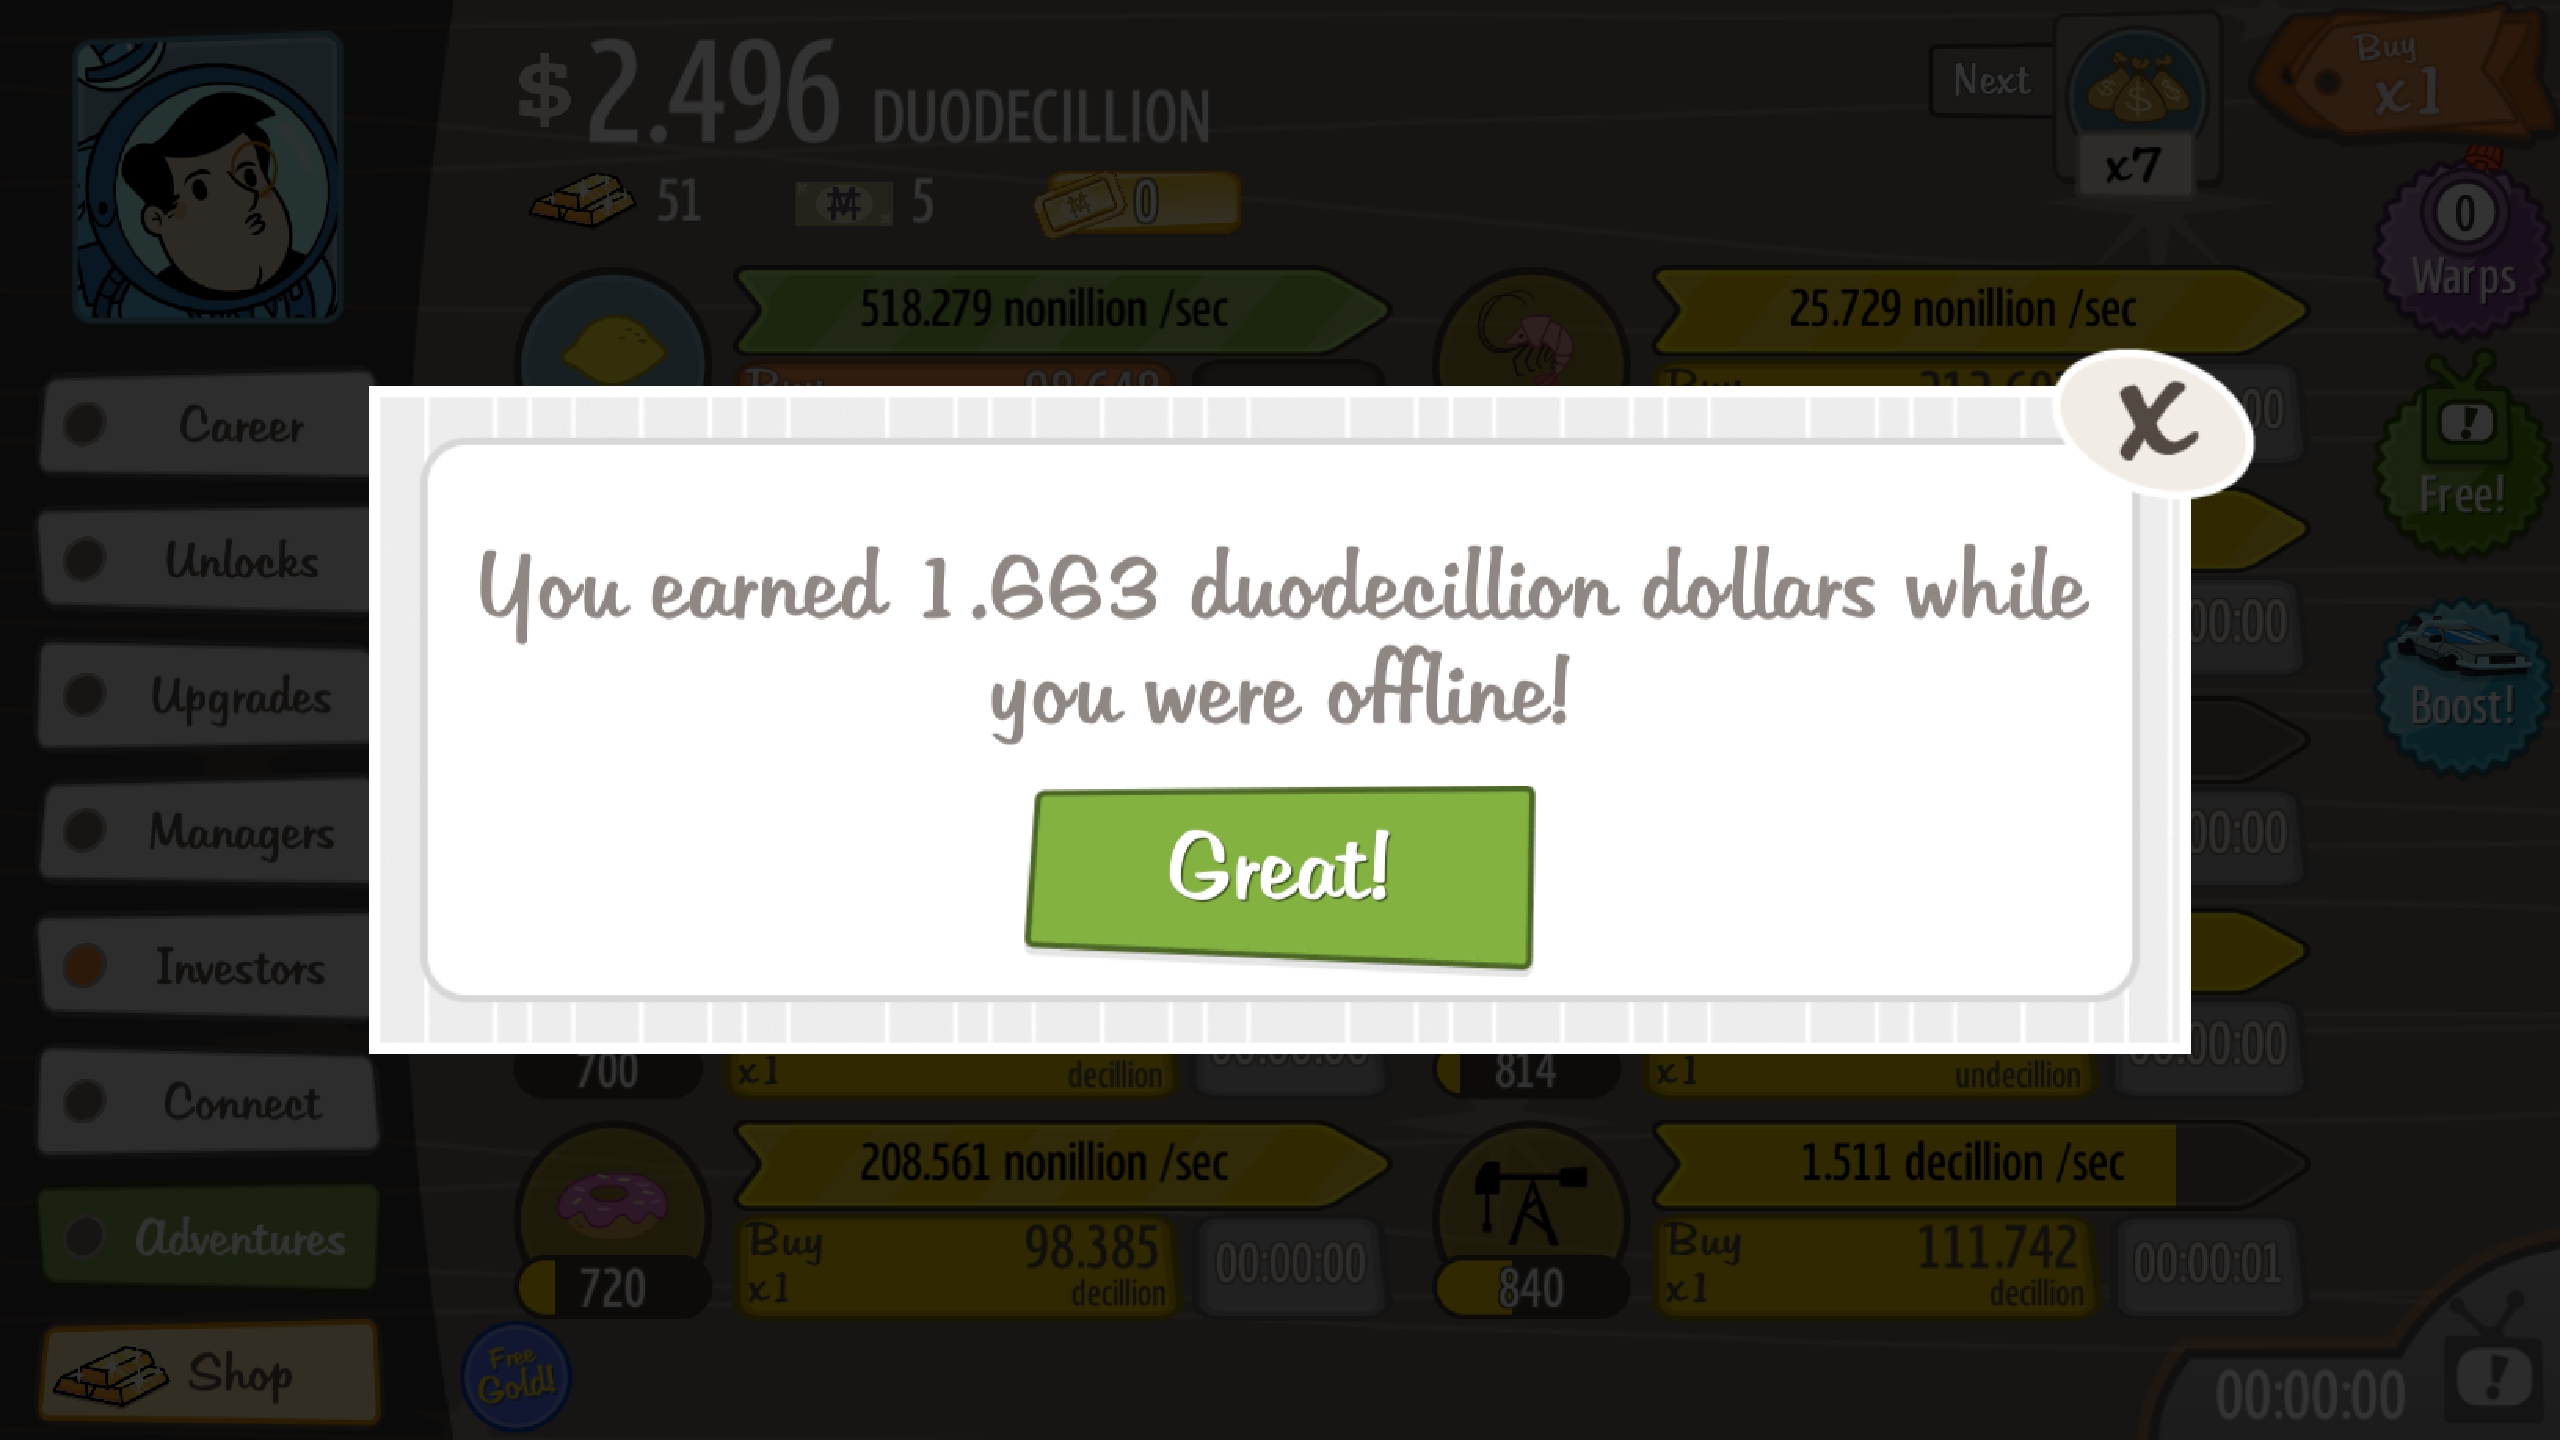 $2.496 DUODECILLION
51
5
0
Next
x7
Buy
x1
0
Warps
Free!
Boost!
Career
Unlocks
Upgrades
Managers
Investors
Connect
Adventures
Shop
518.279 nonillion /sec
25.729 nonillion /sec
Buy
Buy
X
You earned 1.663 duodecillion dollars while
you were offline!
Great!
700
x1
decillion
814
x1
undecillion
208.561 nonillion /sec
Buy
98.385
x1
decillion
00:00:00
720
1.511 decillion /sec
Buy
111.742
x1
decillion
00:00:01
840
Free
Gold!
00:00:00